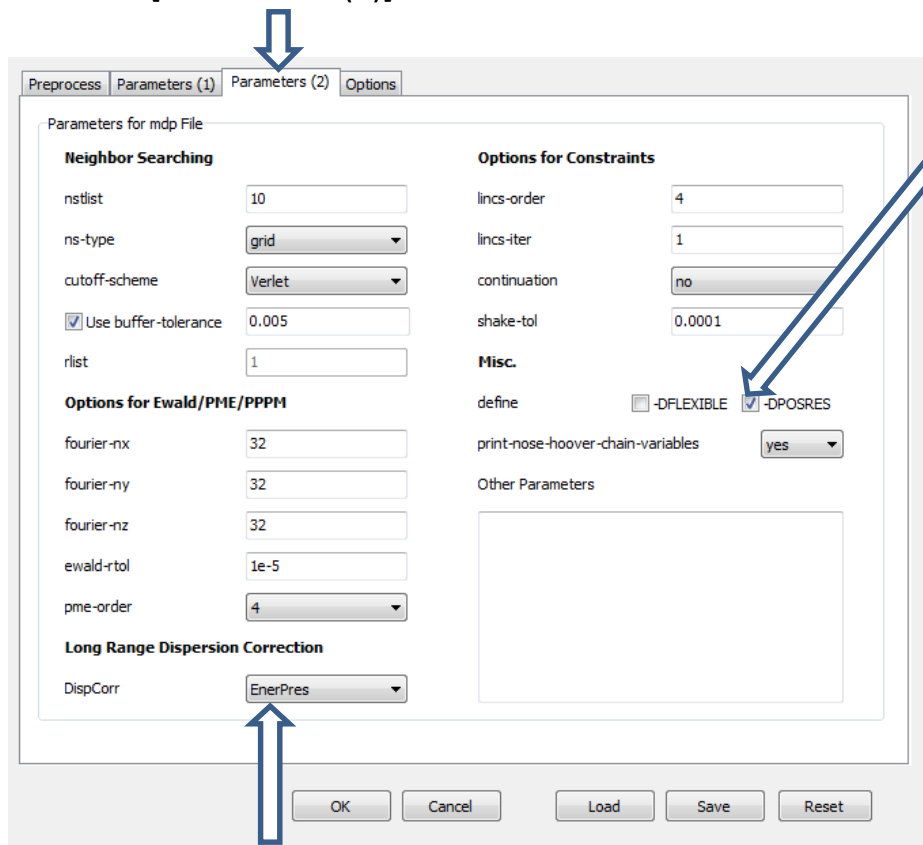 Preprocess Parameters (1) Parameters (2) Options
Parameters for mdp File
Neighbor Searching
nstlist 10
ns-type grid
cutoff-scheme Verlet
Use buffer-tolerance 0.005
rlist 1
Options for Ewald/PME/PPPM
fourier-nx 32
fourier-ny 32
fourier-nz 32
ewald-rtol 1e-5
pme-order 4
Long Range Dispersion Correction
DispCorr EnerPres
Options for Constraints
lincs-order 4
lincs-iter 1
continuation no
shake-tol 0.0001
Misc.
define -DFLEXIBLE -DPOSRES
print-nose-hoover-chain-variables yes
Other Parameters
OK Cancel Load Save Reset